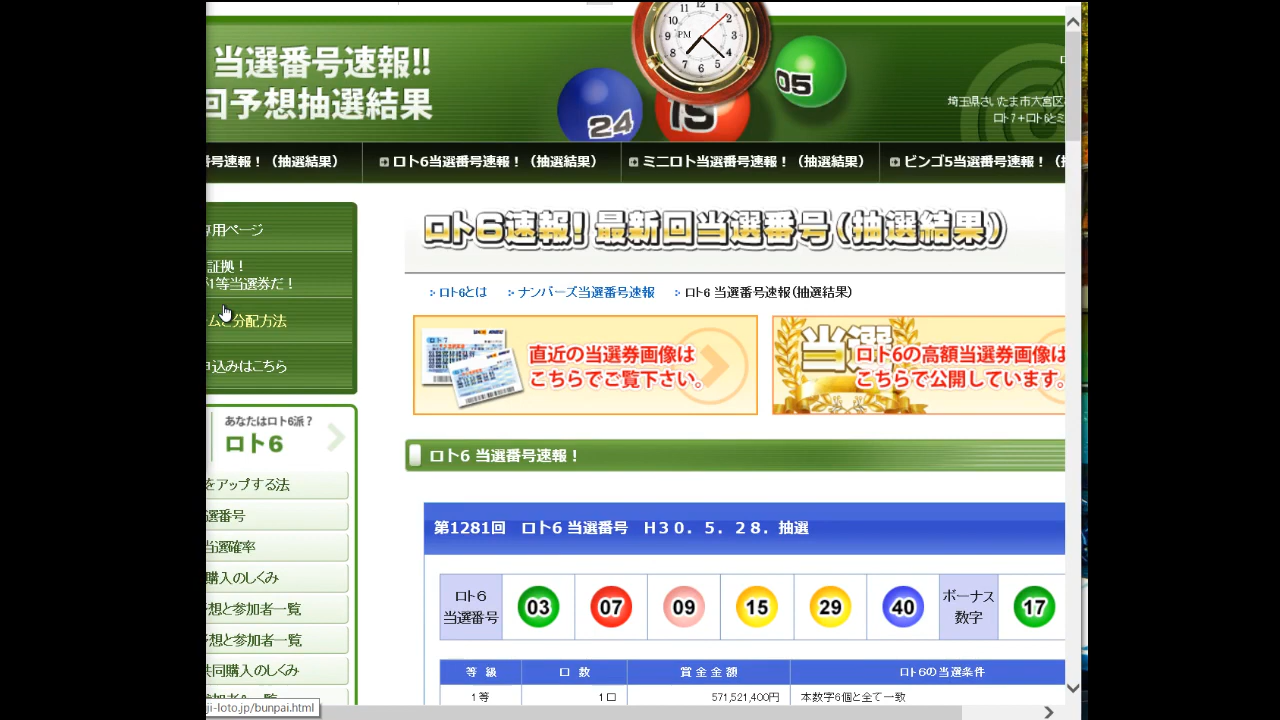 当選番号速報!!
回予想抽選結果
24
19
05
埼玉県さいたま市大宮区
ロト7+ロト6とミ
号速報！（抽選結果）
ロト6当選番号速報！（抽選結果）
ミニロト当選番号速報！（抽選結果）
ビンゴ5当選番号速報！（
専用ページ
証拠！
1等当選券だ！
ムと分配方法
申込みはこちら
あなたはロト6派？
ロト6
をアップする法
選番号
当選確率
購入のしくみ
予想と参加者一覧
予想と参加者一覧
共同購入のしくみ
ji-loto.jp/bunpai.html
ロト6速報!最新回当選番号(抽選結果)
ロト6とは
ナンバーズ当選番号速報
ロト6 当選番号速報(抽選結果)
直近の当選券画像は
こちらでご覧下さい。
当選
ロト6の高額当選券画像は
こちらで公開しています。
ロト6 当選番号速報！
第1281回　ロト6 当選番号　H３０．５．２８．抽選
ロト6
当選番号
03 07 09 15 29 40
ボーナス
数字
17
等 級 口 数 賞 金 金 額 ロト6の当選条件
1等 1口 571,521,400円 本数字6個と全て一致